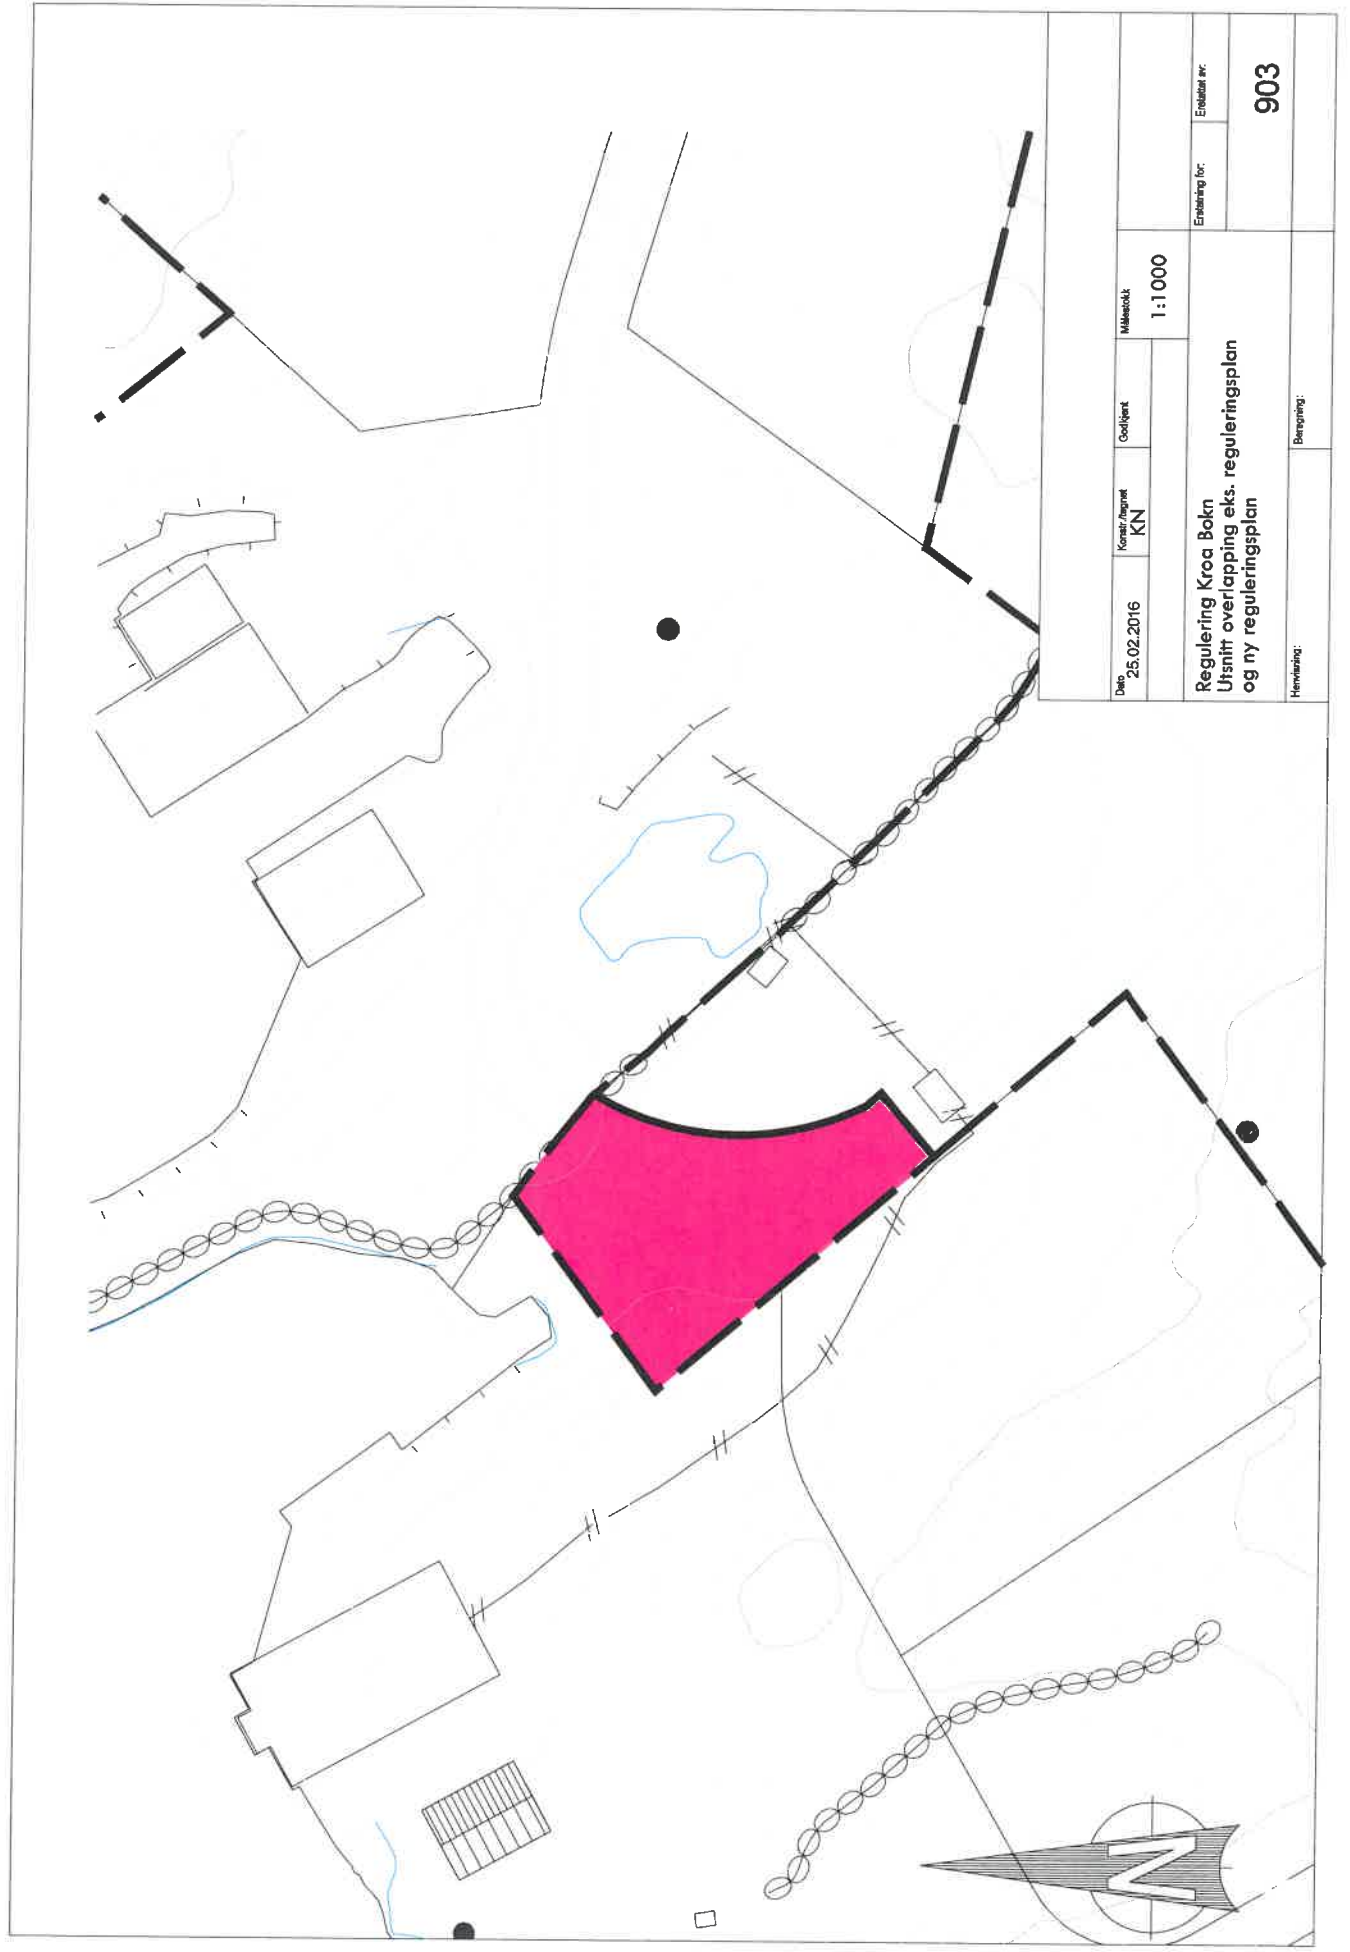 Dato
25.02.2016
Konstr./tegnet
KN
Godkjent
Målestokk
1:1000
Regulering Kroa Bokn
Utsnitt overlapping eks. reguleringsplan
og ny reguleringsplan
Erstatning for:
Erstattet av:
903
Henvisning:
Beregning:
N